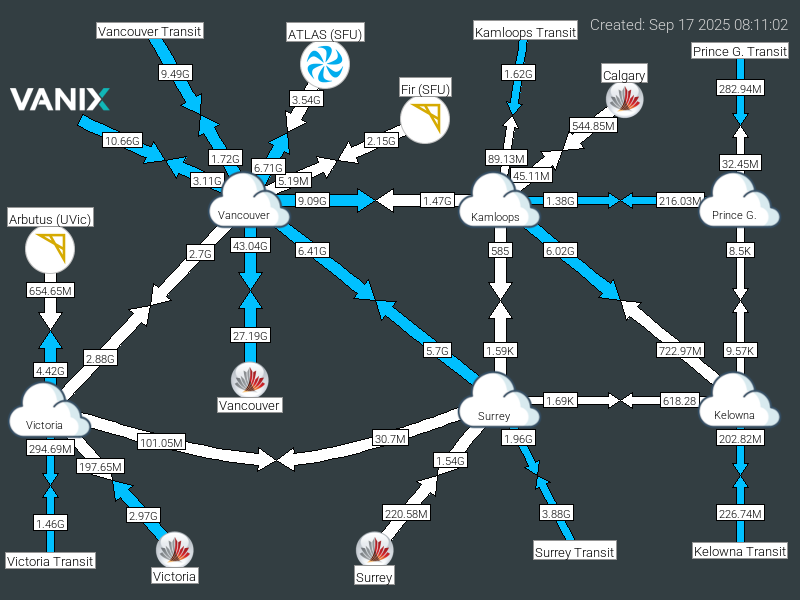 Created: Sep 17 2025 08:11:02
Vancouver Transit
ATLAS (SFU)
Kamloops Transit
Prince G. Transit
9.49G
1.62G
Calgary
282.94M
VANIX
3.54G
Fir (SFU)
544.85M
10.66G
2.15G
1.72G
89.13M
32.45M
6.71G
3.11G
5.19M
45.11M
9.09G
1.47G
1.38G
216.03M
Vancouver
Kamloops
Prince G.
Arbutus (UVic)
43.04G
2.7G
6.41G
585
6.02G
8.5K
654.65M
27.19G
2.88G
5.7G
1.59K
722.97M
9.57K
4.42G
Vancouver
1.69K
618.28
Victoria
Surrey
Kelowna
294.69M
101.05M
30.7M
1.96G
202.82M
197.65M
1.54G
1.46G
2.97G
220.58M
3.88G
226.74M
Victoria Transit
Victoria
Surrey
Surrey Transit
Kelowna Transit